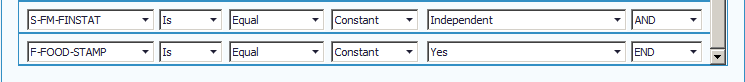 S-FM-FINSTAT Is Equal Constant Independent AND
F-FOOD-STAMP Is Equal Constant Yes END